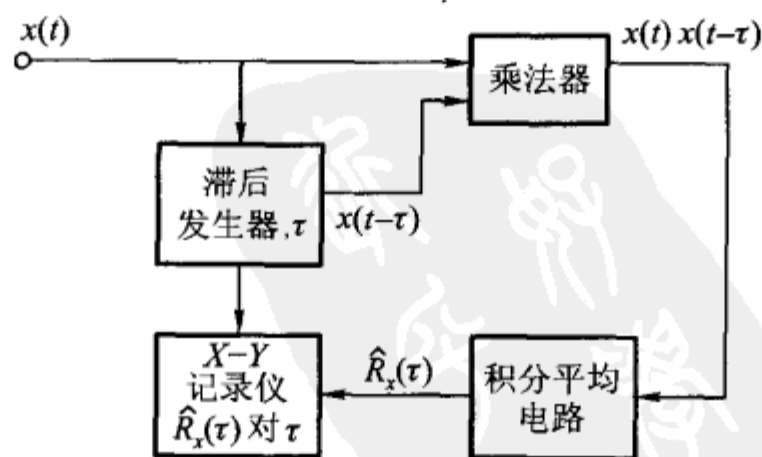 x(t)
乘法器
x(t) x(t−τ)
滞后
发生器,τ
x(t−τ)
X−Y
记录仪
R̂ₓ(τ) 对 τ
R̂ₓ(τ)
积分平均
电路